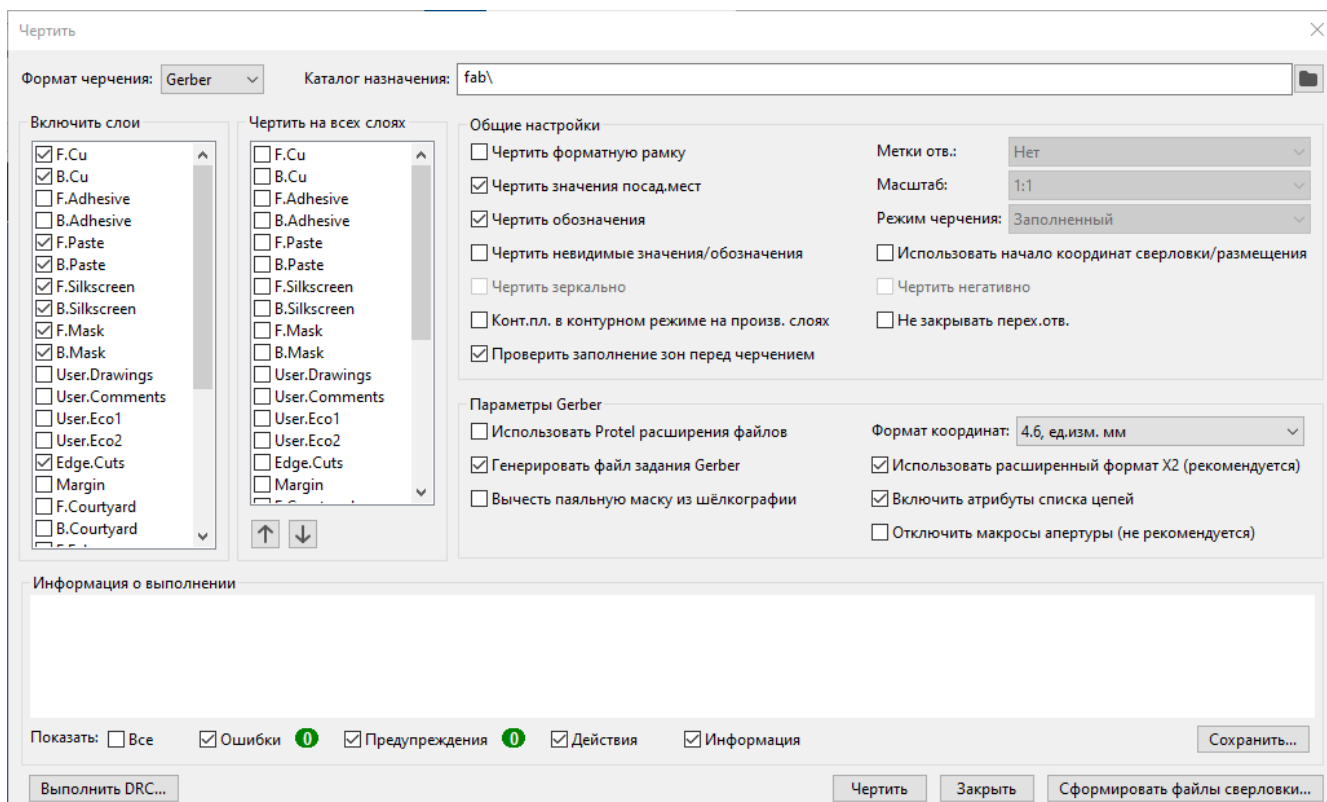 Чертить
Формат черчения: Gerber Каталог назначения: fab\
Включить слои
F.Cu
B.Cu
F.Adhesive
B.Adhesive
F.Paste
B.Paste
F.Silkscreen
B.Silkscreen
F.Mask
B.Mask
User.Drawings
User.Comments
User.Eco1
User.Eco2
Edge.Cuts
Margin
F.Courtyard
B.Courtyard
Чертить на всех слоях
F.Cu
B.Cu
F.Adhesive
B.Adhesive
F.Paste
B.Paste
F.Silkscreen
B.Silkscreen
F.Mask
B.Mask
User.Drawings
User.Comments
User.Eco1
User.Eco2
Edge.Cuts
Margin
Общие настройки
Чертить форматную рамку Метки отв.: Нет
Чертить значения посад.мест Масштаб: 1:1
Чертить обозначения Режим черчения: Заполненный
Чертить невидимые значения/обозначения Использовать начало координат сверловки/размещения
Чертить зеркально Чертить негативно
Конт.пл. в контурном режиме на произв. слоях Не закрывать перех.отв.
Проверить заполнение зон перед черчением
Параметры Gerber
Использовать Protel расширения файлов Формат координат: 4.6, ед.изм. мм
Генерировать файл задания Gerber Использовать расширенный формат X2 (рекомендуется)
Вычесть паяльную маску из шёлкографии Включить атрибуты списка цепей
Отключить макросы апертуры (не рекомендуется)
Информация о выполнении
Показать: Все Ошибки 0 Предупреждения 0 Действия Информация Сохранить...
Выполнить DRC... Чертить Закрыть Сформировать файлы сверловки...